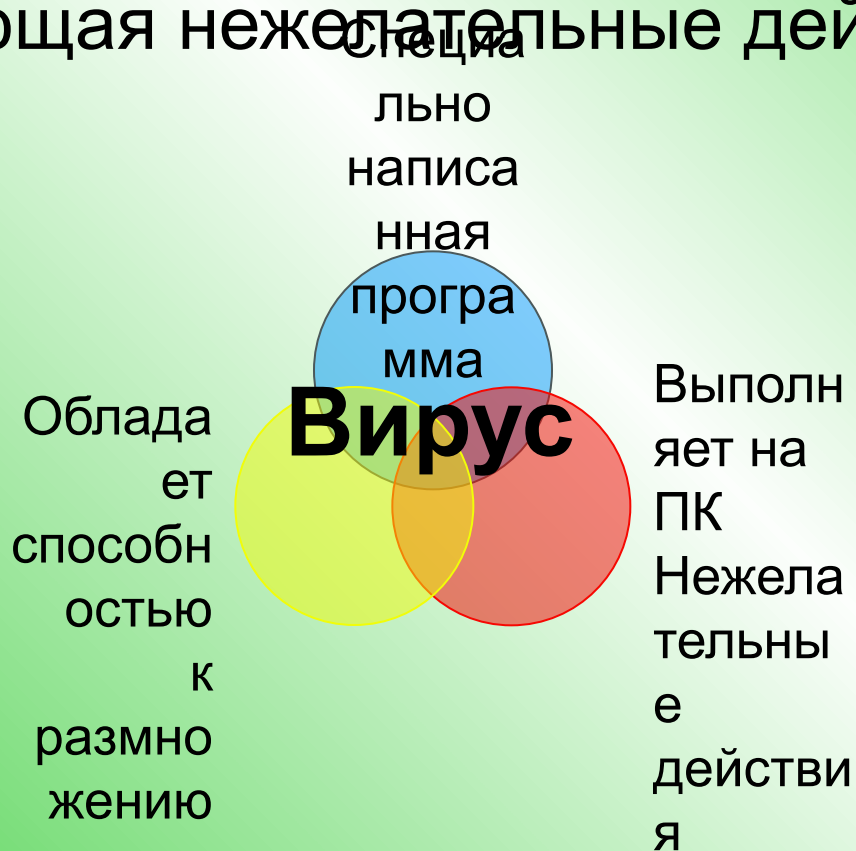 ющая нежелательные дей
Специа
льно
написа
нная
програ
мма
Вирус
Облада
ет
способн
остью
к
размно
жению
Выполн
яет на
ПК
Нежела
тельны
е
действи
я